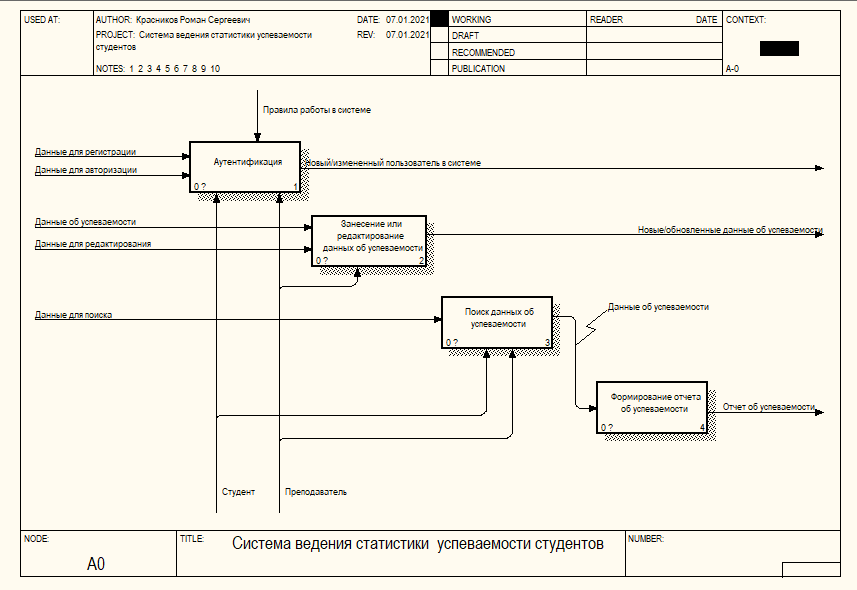 USED AT:
AUTHOR: Красников Роман Сергеевич
DATE: 07.01.2021
WORKING
READER
DATE
CONTEXT:
PROJECT: Система ведения статистики успеваемости
студентов
REV: 07.01.2021
DRAFT
RECOMMENDED
NOTES: 1 2 3 4 5 6 7 8 9 10
PUBLICATION
A-0
Правила работы в системе
Данные для регистрации
Данные для авторизации
Аутентификация
0 ?
1
Новый/измененный пользователь в системе
Данные об успеваемости
Данные для редактирования
Занесение или
редактирование
данных об успеваемости
0 ?
2
Новые/обновленные данные об успеваемости
Данные для поиска
Поиск данных об
успеваемости
0 ?
3
Данные об успеваемости
Формирование отчета
об успеваемости
0 ?
4
Отчет об успеваемости
Студент
Преподаватель
NODE:
A0
TITLE:
Система ведения статистики успеваемости студентов
NUMBER: